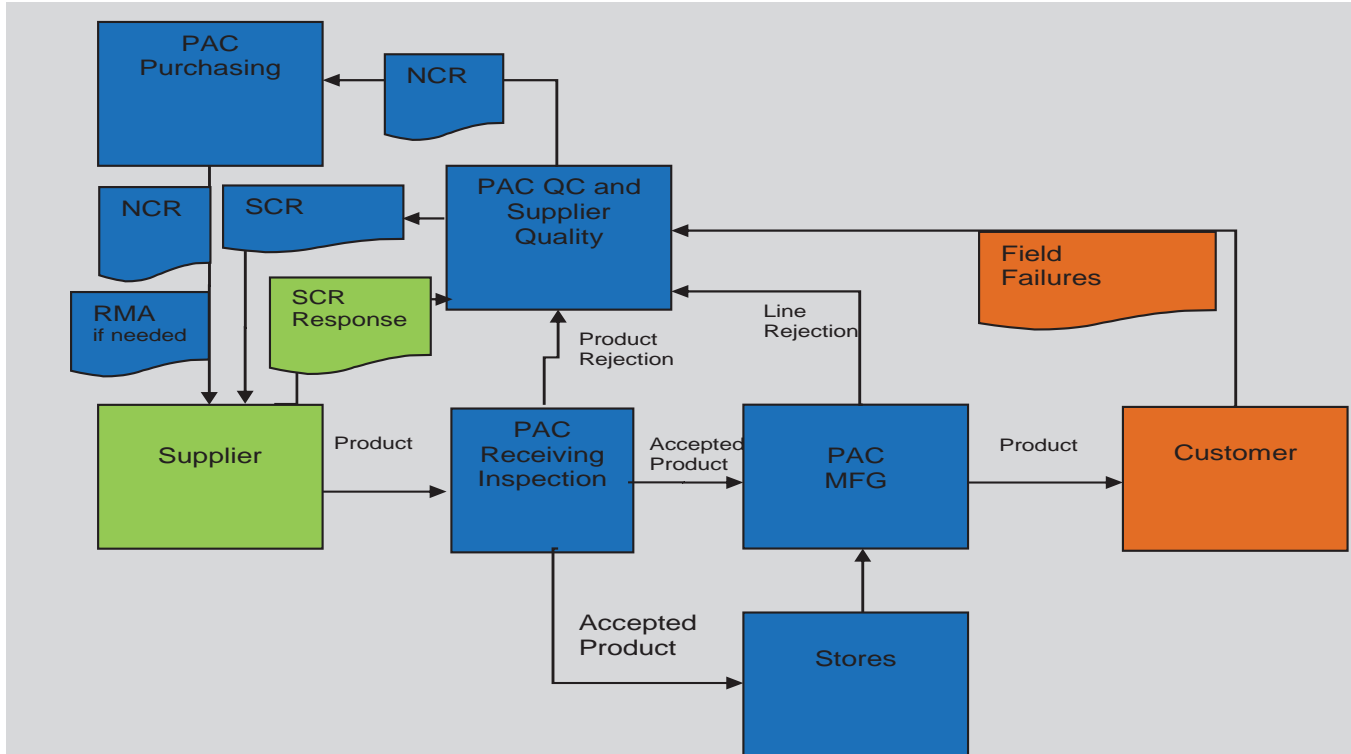 PAC
Purchasing
NCR
NCR
SCR
PAC QC and
Supplier
Quality
RMA
if needed
SCR
Response
Field
Failures
Product
Rejection
Line
Rejection
Supplier
Product
PAC
Receiving
Inspection
Accepted
Product
PAC
MFG
Product
Customer
Accepted
Product
Stores